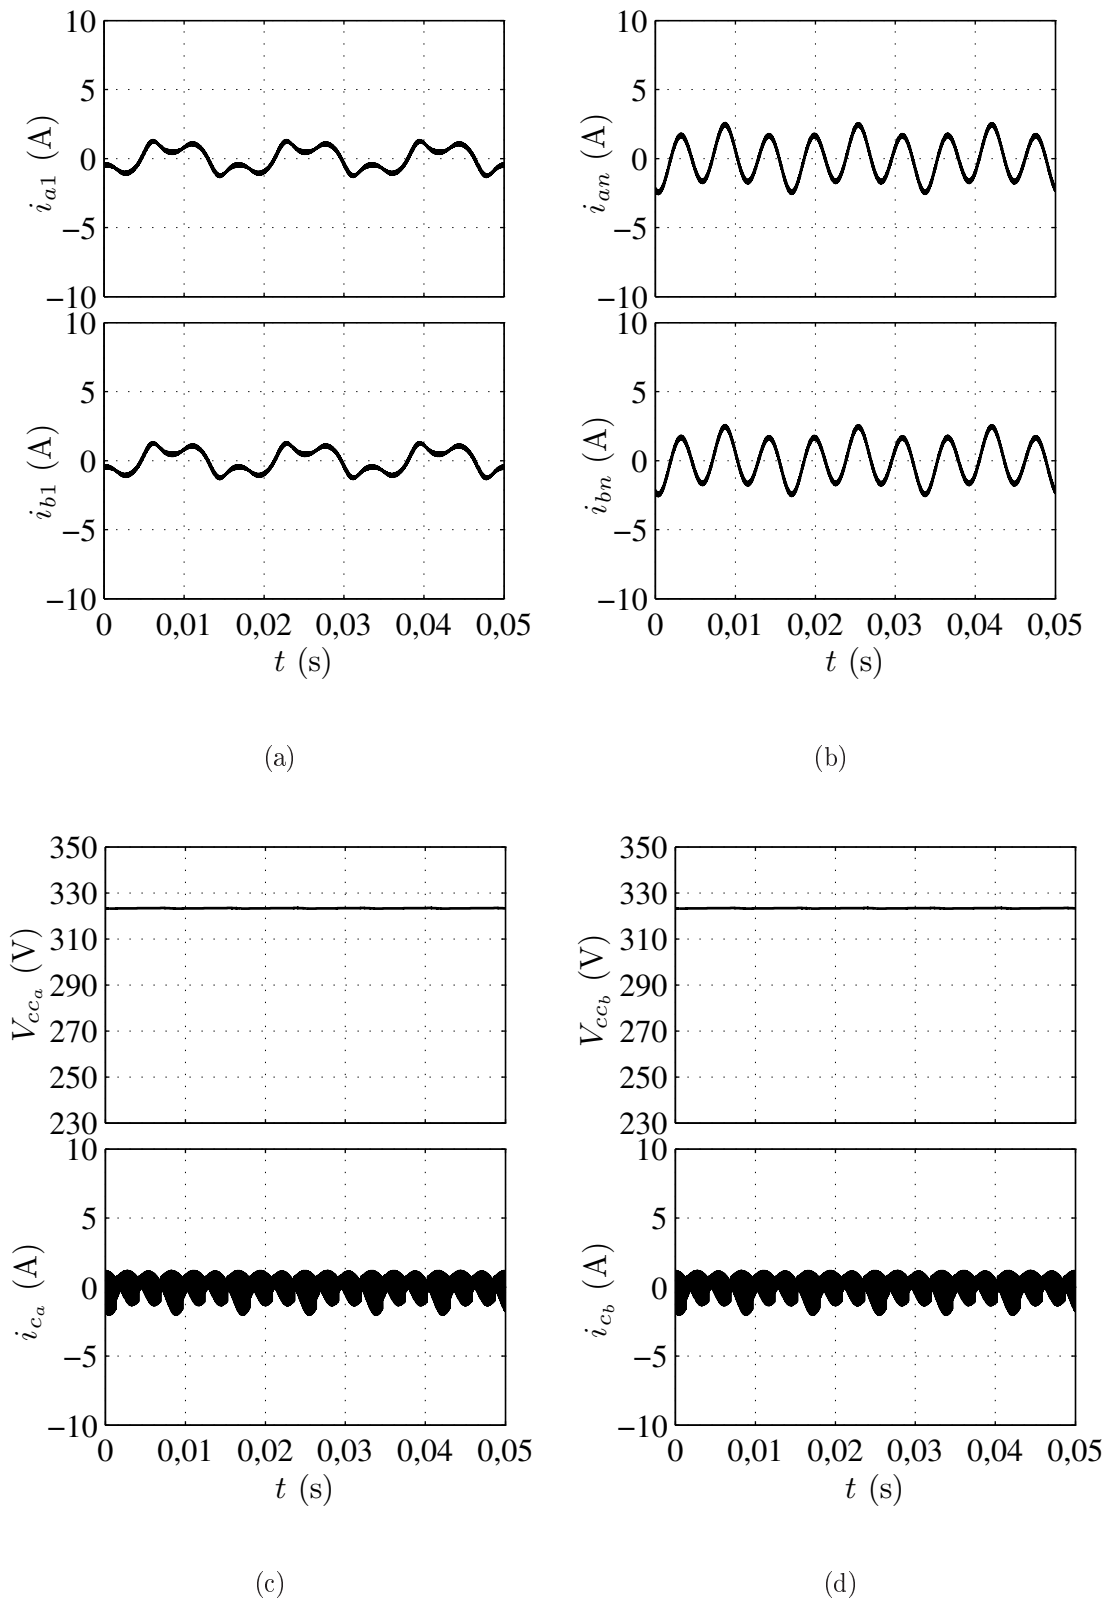 10
5
0
−5
−10
i_{a1} (A)
10
5
0
−5
−10
i_{b1} (A)
0 0,01 0,02 0,03 0,04 0,05
t (s)
(a)
10
5
0
−5
−10
i_{an} (A)
10
5
0
−5
−10
i_{bn} (A)
0 0,01 0,02 0,03 0,04 0,05
t (s)
(b)
350
330
310
290
270
250
230
V_{cc_a} (V)
10
5
0
−5
−10
i_{c_a} (A)
0 0,01 0,02 0,03 0,04 0,05
t (s)
(c)
350
330
310
290
270
250
230
V_{cc_b} (V)
10
5
0
−5
−10
i_{c_b} (A)
0 0,01 0,02 0,03 0,04 0,05
t (s)
(d)